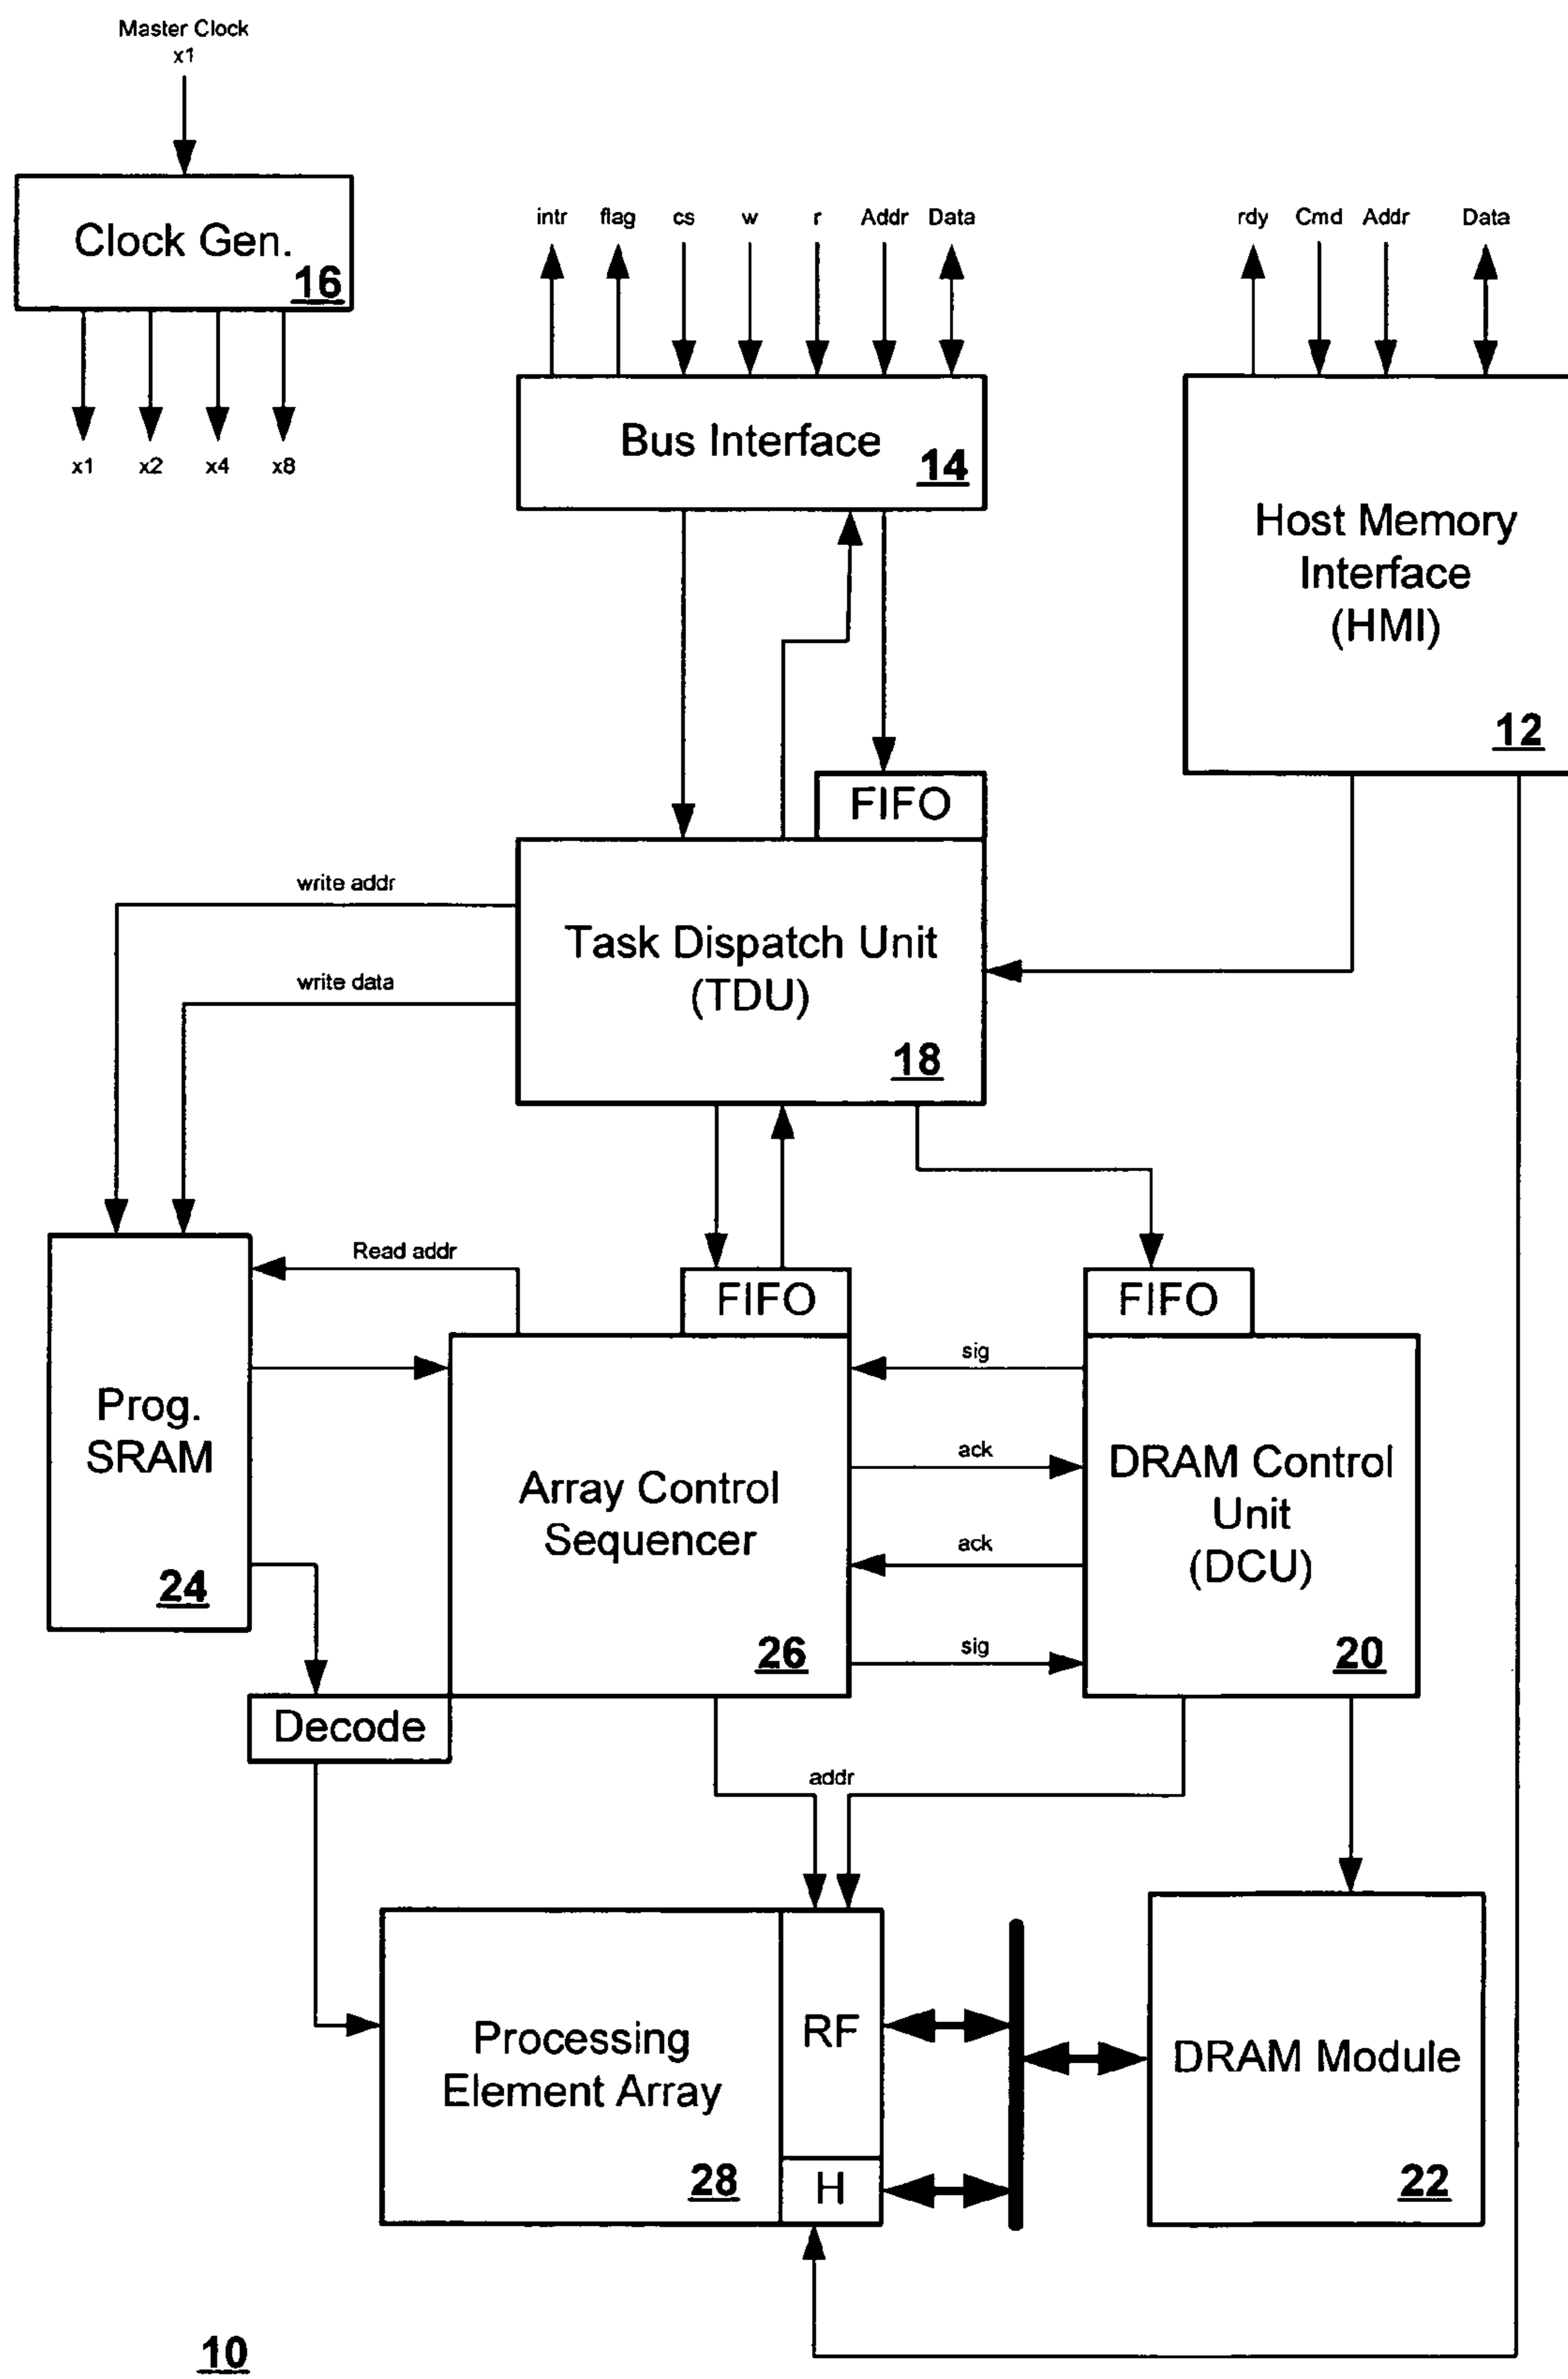 Master Clock
x1
Clock Gen.
16
x1 x2 x4 x8
intr flag cs w r Addr Data
Bus Interface
14
rdy Cmd Addr Data
Host Memory
Interface
(HMI)
12
FIFO
write addr
write data
Task Dispatch Unit
(TDU)
18
Read addr
FIFO
FIFO
Prog.
SRAM
24
Array Control
Sequencer
26
sig
ack
ack
sig
DRAM Control
Unit
(DCU)
20
Decode
addr
Processing
Element Array
28
RF
H
DRAM Module
22
10